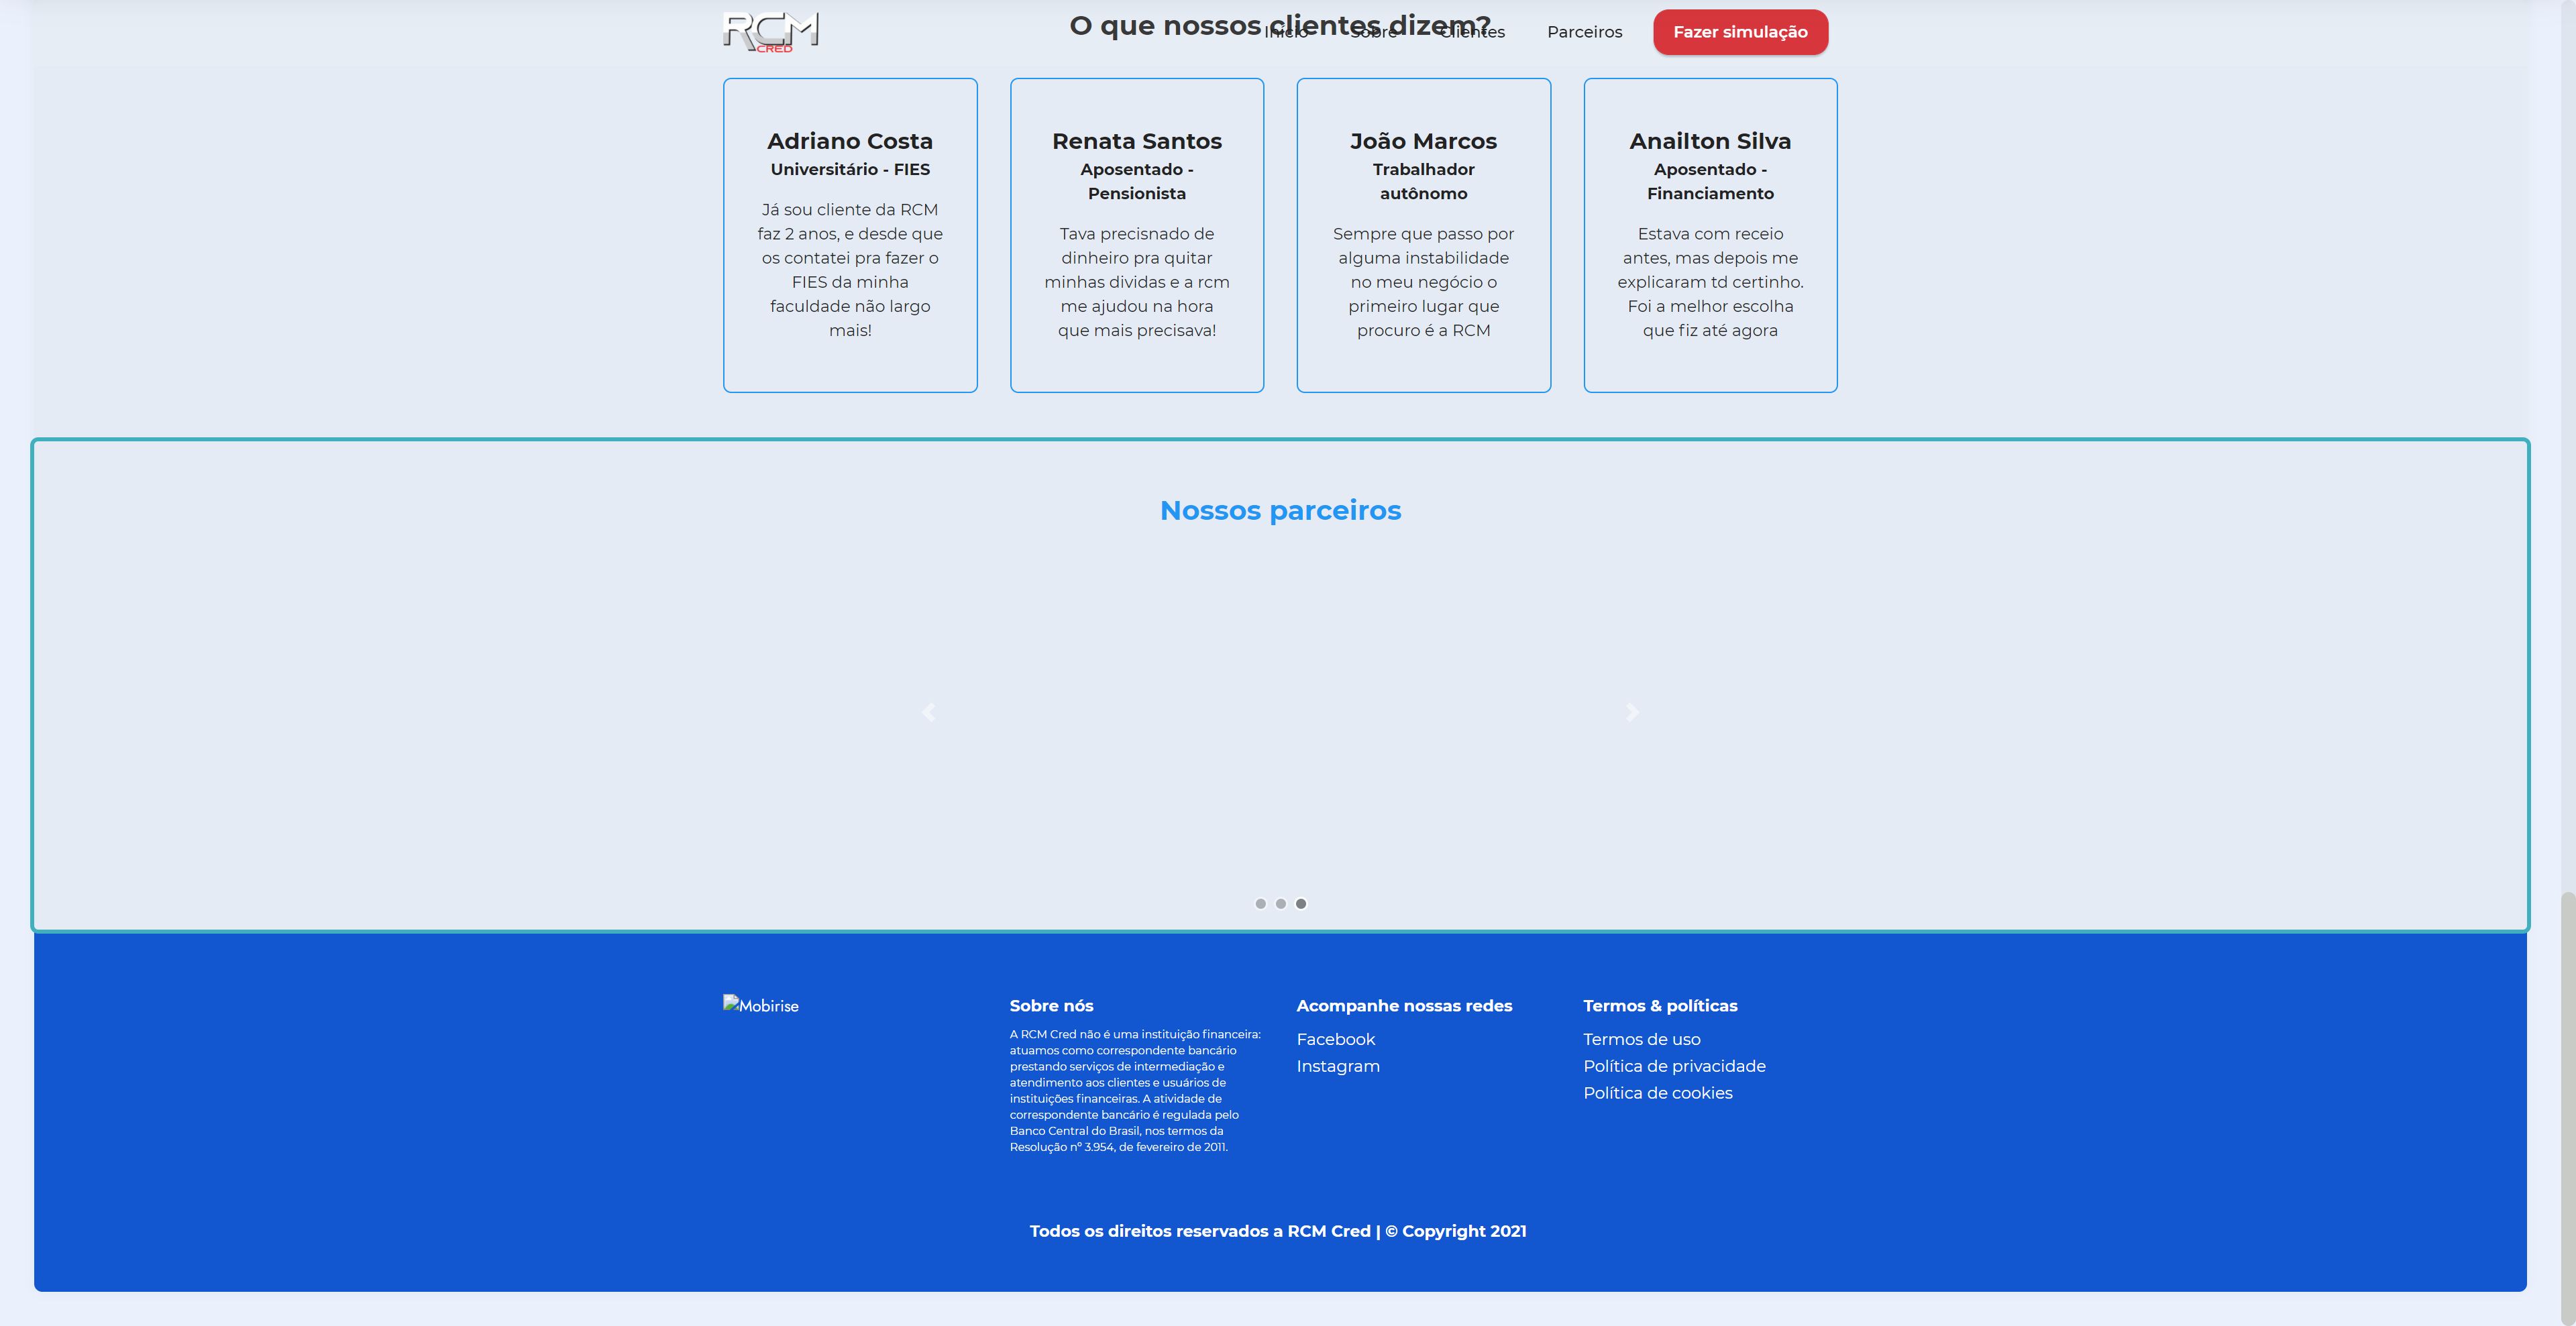 RCM
CRED
O que nossos clientes dizem?
Início
Sobre
Clientes
Parceiros
Fazer simulação
Adriano Costa
Universitário - FIES
Já sou cliente da RCM
faz 2 anos, e desde que
os contatei pra fazer o
FIES da minha
faculdade não largo
mais!
Renata Santos
Aposentado -
Pensionista
Tava precisnado de
dinheiro pra quitar
minhas dividas e a rcm
me ajudou na hora
que mais precisava!
João Marcos
Trabalhador
autônomo
Sempre que passo por
alguma instabilidade
no meu negócio o
primeiro lugar que
procuro é a RCM
Anailton Silva
Aposentado -
Financiamento
Estava com receio
antes, mas depois me
explicaram td certinho.
Foi a melhor escolha
que fiz até agora
Nossos parceiros
Mobirise
Sobre nós
A RCM Cred não é uma instituição financeira:
atuamos como correspondente bancário
prestando serviços de intermediação e
atendimento aos clientes e usuários de
instituições financeiras. A atividade de
correspondente bancário é regulada pelo
Banco Central do Brasil, nos termos da
Resolução nº 3.954, de fevereiro de 2011.
Acompanhe nossas redes
Facebook
Instagram
Termos & políticas
Termos de uso
Política de privacidade
Política de cookies
Todos os direitos reservados a RCM Cred | © Copyright 2021